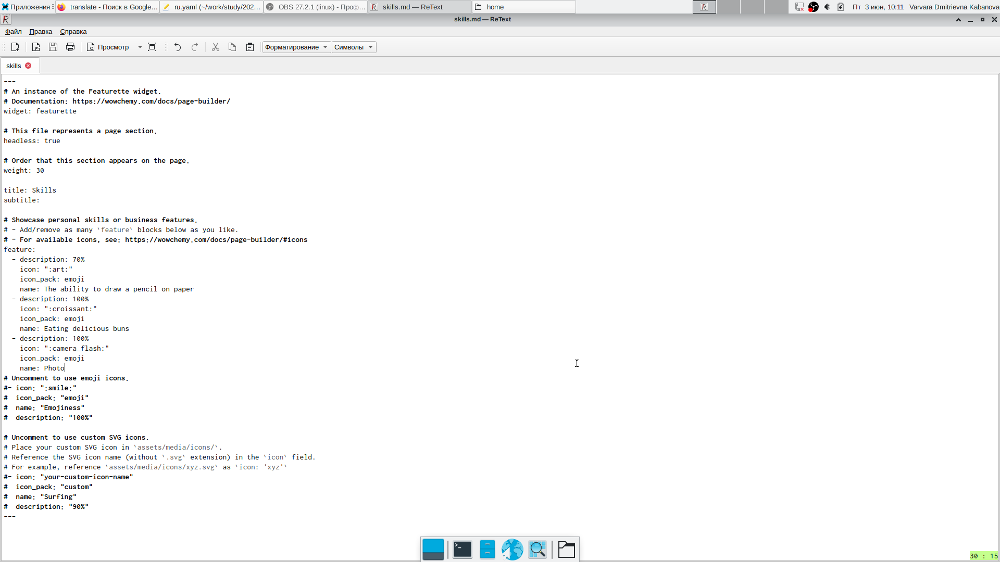 Приложения
translate - Поиск в Google...
ru.yaml (~/work/study/202...
OBS 27.2.1 (linux) - Проф...
skills.md — ReText
home
Пт 3 июн, 10:11
Varvara Dmitrievna Kabanova
skills.md — ReText
Файл Правка Справка
Просмотр Форматирование Символы
skills
---
# An instance of the Featurette widget.
# Documentation: https://wowchemy.com/docs/page-builder/
widget: featurette
# This file represents a page section.
headless: true
# Order that this section appears on the page.
weight: 30
title: Skills
subtitle:
# Showcase personal skills or business features.
# - Add/remove as many `feature` blocks below as you like.
# - For available icons, see: https://wowchemy.com/docs/page-builder/#icons
feature:
  - description: 70%
    icon: ":art:"
    icon_pack: emoji
    name: The ability to draw a pencil on paper
  - description: 100%
    icon: ":croissant:"
    icon_pack: emoji
    name: Eating delicious buns
  - description: 100%
    icon: ":camera_flash:"
    icon_pack: emoji
    name: Photo
# Uncomment to use emoji icons.
#- icon: ":smile:"
#  icon_pack: "emoji"
#  name: "Emojiness"
#  description: "100%"
# Uncomment to use custom SVG icons.
# Place your custom SVG icon in `assets/media/icons/`.
# Reference the SVG icon name (without `.svg` extension) in the `icon` field.
# For example, reference `assets/media/icons/xyz.svg` as `icon: 'xyz'`
#- icon: "your-custom-icon-name"
#  icon_pack: "custom"
#  name: "Surfing"
#  description: "90%"
---
30 : 15